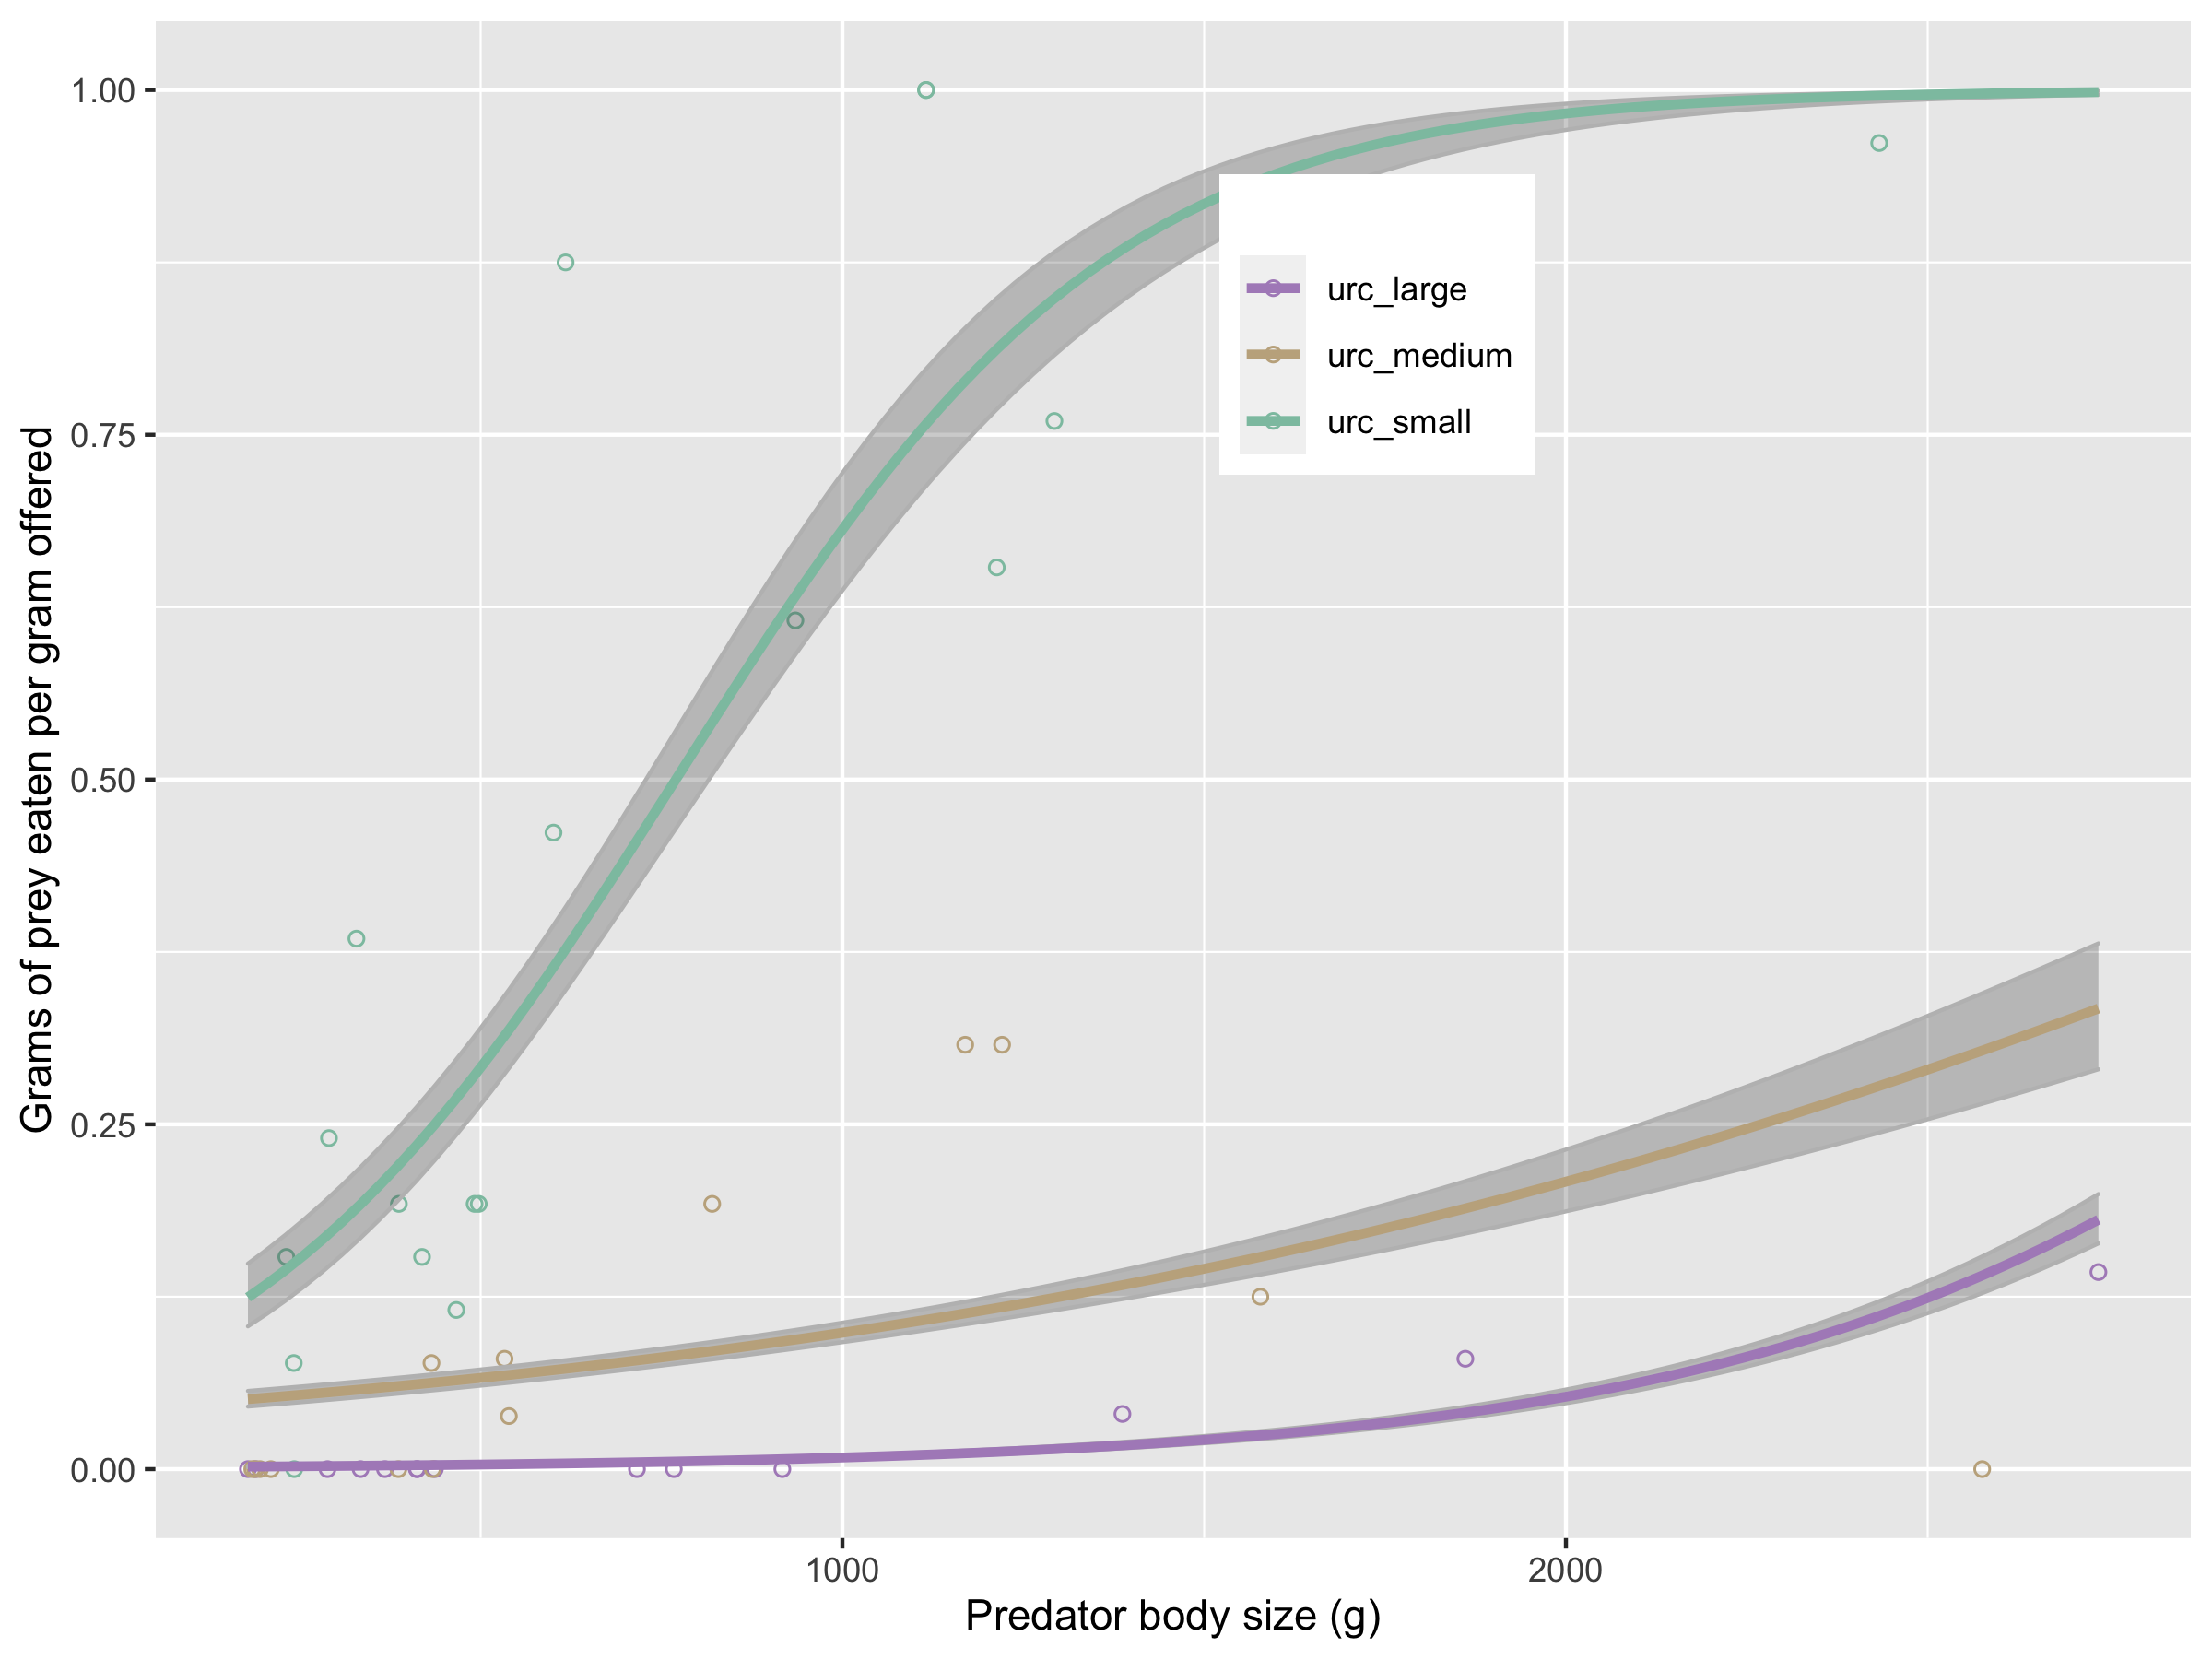 Grams of prey eaten per gram offered
1.00
0.75
0.50
0.25
0.00
urc_large
urc_medium
urc_small
1000
2000
Predator body size (g)